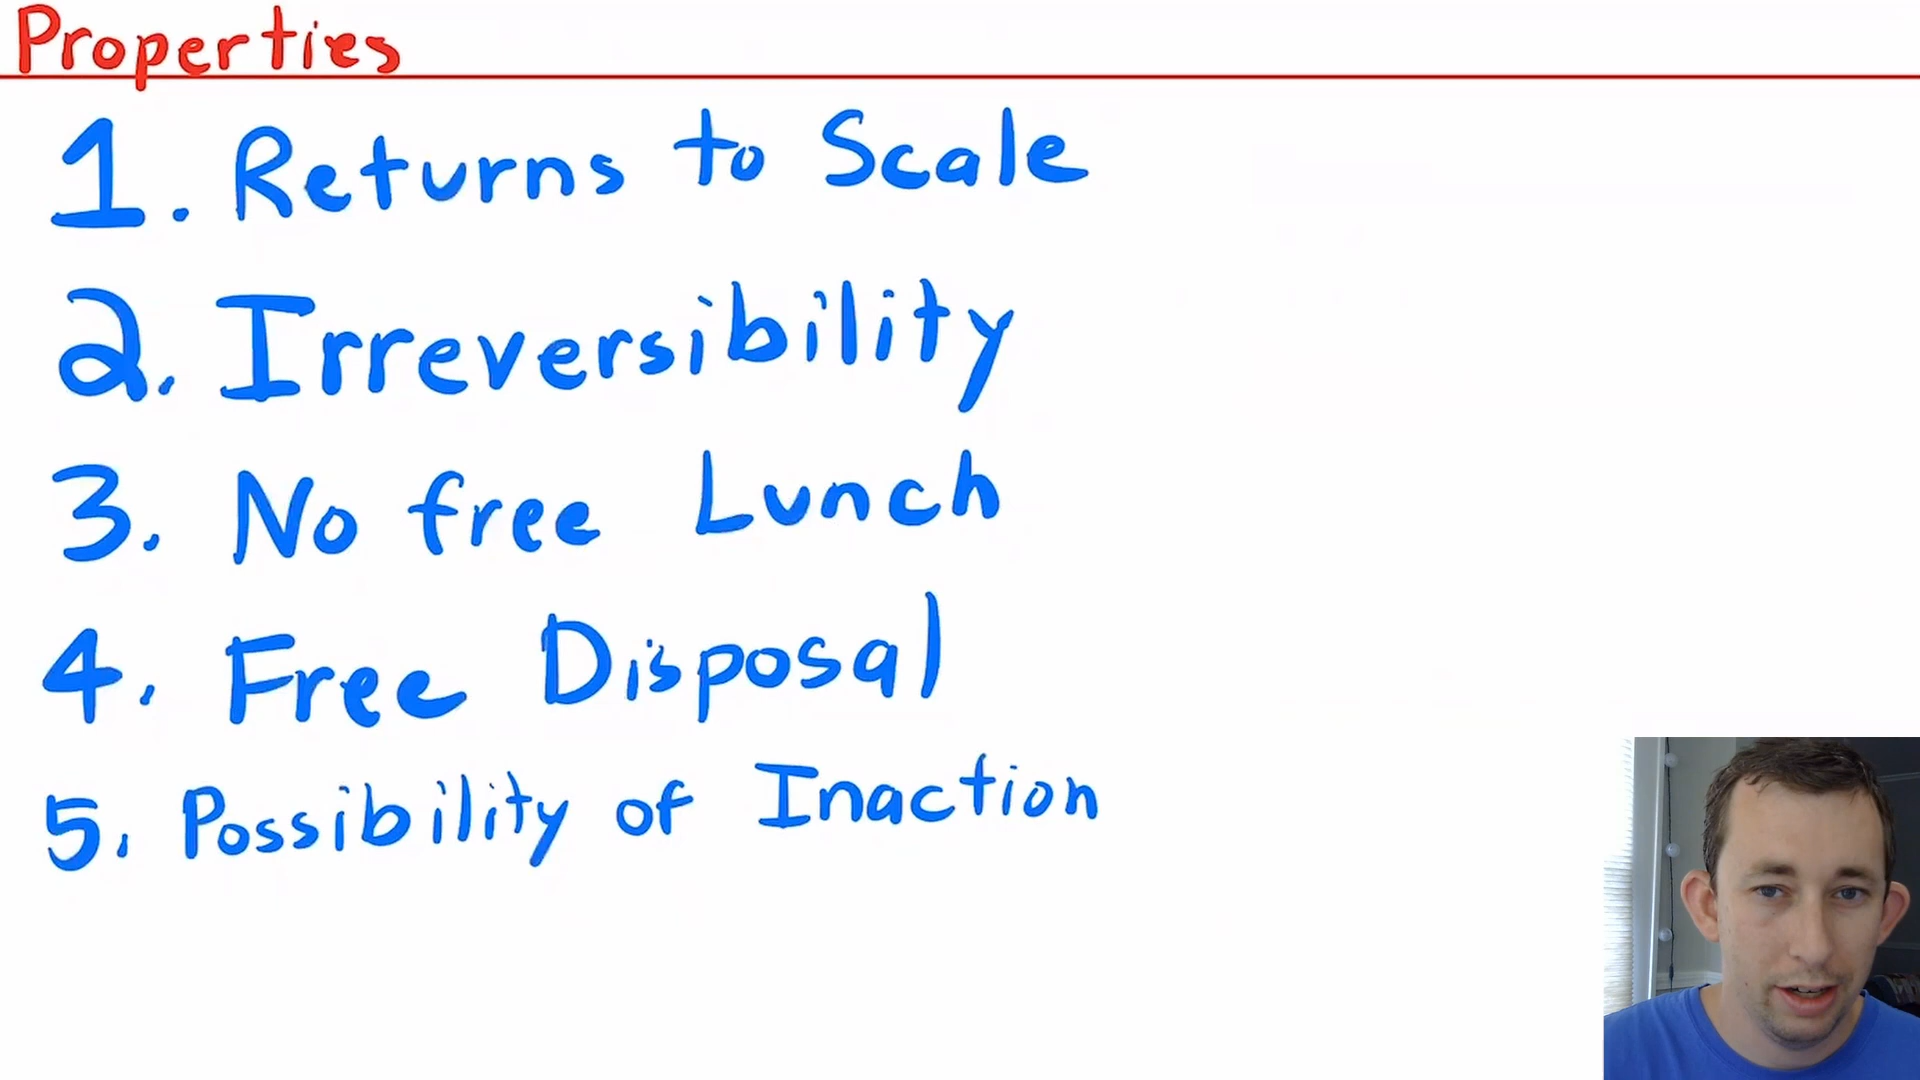 Properties
1. Returns to Scale
2. Irreversibility
3. No free Lunch
4. Free Disposal
5. Possibility of Inaction